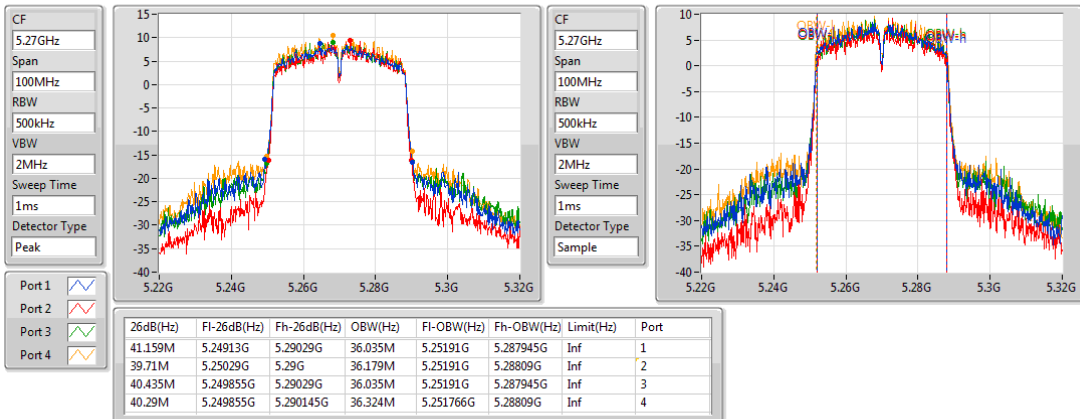 CF
5.27GHz
Span
100MHz
RBW
500kHz
VBW
2MHz
Sweep Time
1ms
Detector Type
Peak
15
10
5
0
-5
-10
-15
-20
-25
-30
-35
-40
5.22G 5.24G 5.26G 5.28G 5.3G 5.32G
CF
5.27GHz
Span
100MHz
RBW
500kHz
VBW
2MHz
Sweep Time
1ms
Detector Type
Sample
10
5
0
-5
-10
-15
-20
-25
-30
-35
-40
OBW-h
5.22G 5.24G 5.26G 5.28G 5.3G 5.32G
Port 1
Port 2
Port 3
Port 4
26dB(Hz) Fl-26dB(Hz) Fh-26dB(Hz) OBW(Hz) Fl-OBW(Hz) Fh-OBW(Hz) Limit(Hz) Port
41.159M 5.24913G 5.29029G 36.035M 5.25191G 5.287945G Inf 1
39.71M 5.25029G 5.29G 36.179M 5.25191G 5.28809G Inf 2
40.435M 5.249855G 5.29029G 36.035M 5.25191G 5.287945G Inf 3
40.29M 5.249855G 5.290145G 36.324M 5.251766G 5.28809G Inf 4